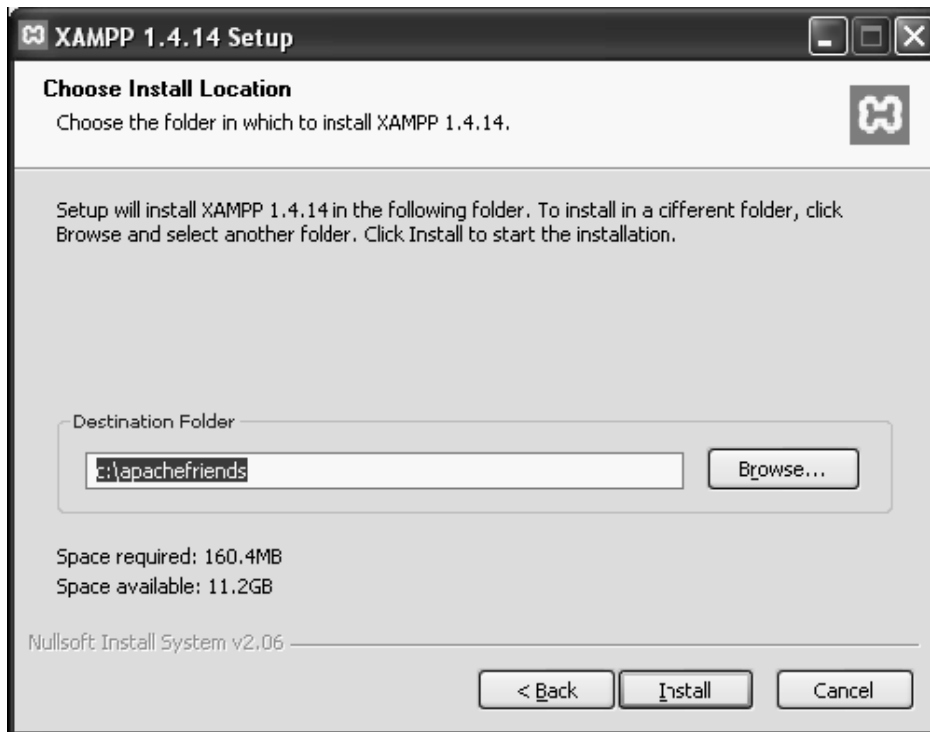 XAMPP 1.4.14 Setup
Choose Install Location
Choose the folder in which to install XAMPP 1.4.14.
Setup will install XAMPP 1.4.14 in the following folder. To install in a cifferent folder, click
Browse and select another folder. Click Install to start the installation.
Destination Folder
c:\apachefriends
Browse...
Space required: 160.4MB
Space available: 11.2GB
Nullsoft Install System v2.06
< Back
Install
Cancel